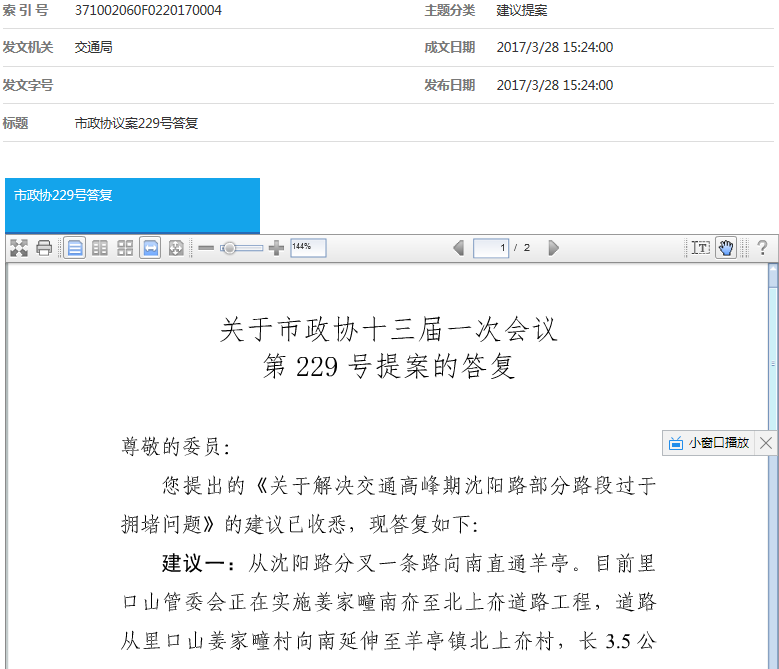 索 引 号 371002060F0220170004 主题分类 建议提案
发文机关 交通局 成文日期 2017/3/28 15:24:00
发文字号 发布日期 2017/3/28 15:24:00
标题 市政协议案229号答复
市政协229号答复
144% 1 / 2
关于市政协十三届一次会议
第 229 号提案的答复
小窗口播放
尊敬的委员：
您提出的《关于解决交通高峰期沈阳路部分路段过于
拥堵问题》的建议已收悉，现答复如下：
建议一：从沈阳路分叉一条路向南直通羊亭。目前里
口山管委会正在实施姜家疃南夼至北上夼道路工程，道路
从里口山姜家疃村向南延伸至羊亭镇北上夼村，长 3.5 公